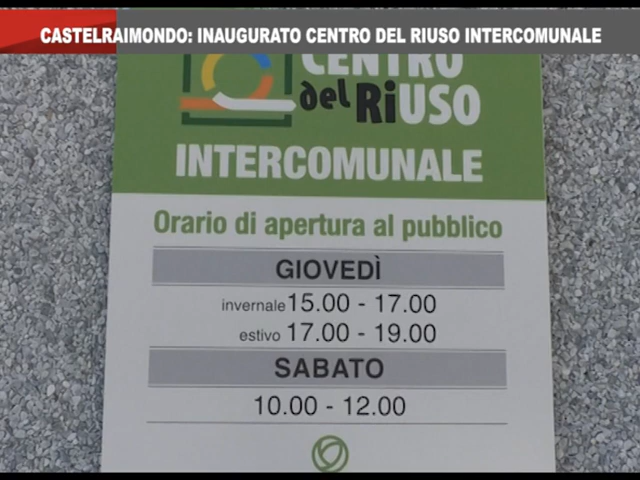 CASTELRAIMONDO: INAUGURATO CENTRO DEL RIUSO INTERCOMUNALE
CENTRO
del RiUSO
INTERCOMUNALE
Orario di apertura al pubblico
GIOVEDÌ
invernale 15.00 - 17.00
estivo 17.00 - 19.00
SABATO
10.00 - 12.00